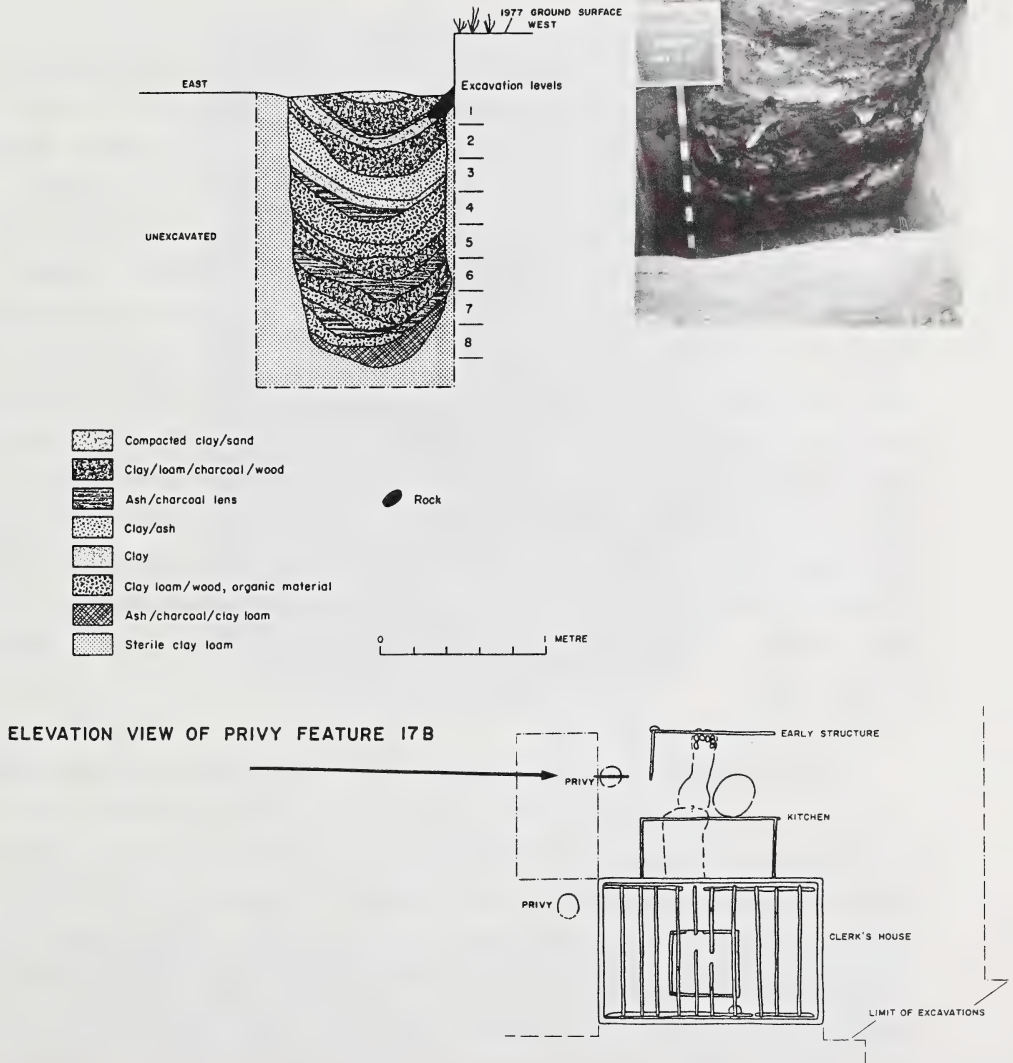 1977 GROUND SURFACE
WEST
EAST
Excavation levels
1
2
3
4
UNEXCAVATED
5
6
7
8
Compacted clay/sand
Clay/loam/charcoal/wood
Ash/charcoal lens
Rock
Clay/ash
Clay
Clay loam/wood, organic material
Ash/charcoal/clay loam
Sterile clay loam
0 1 METRE
ELEVATION VIEW OF PRIVY FEATURE 17B
EARLY STRUCTURE
PRIVY
?
KITCHEN
PRIVY
CLERK'S HOUSE
LIMIT OF EXCAVATIONS